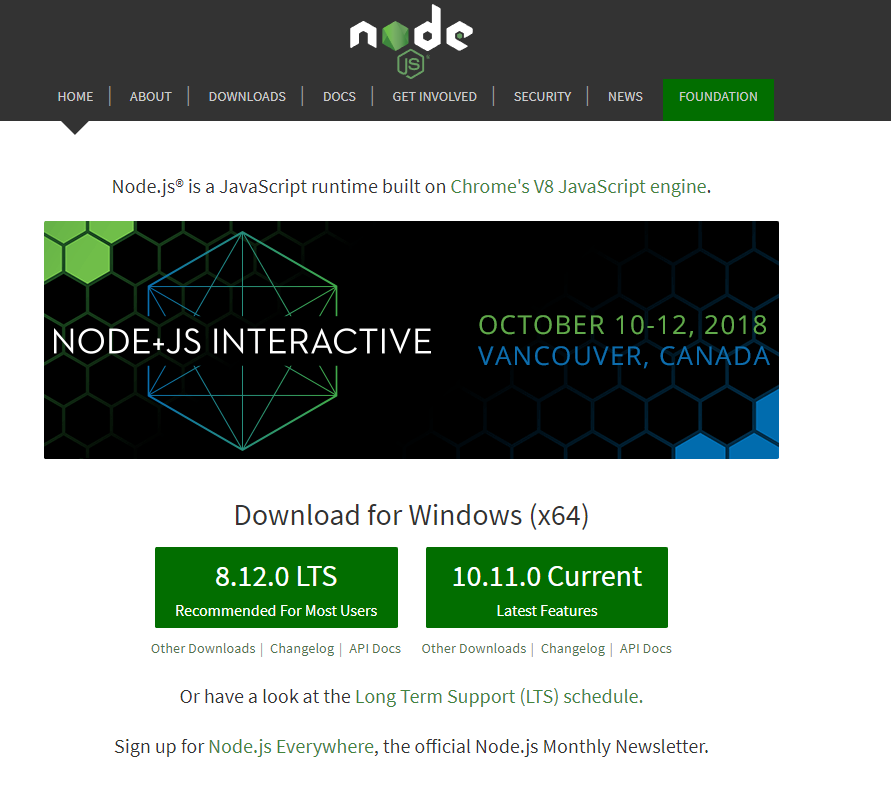 node
JS
HOME | ABOUT | DOWNLOADS | DOCS | GET INVOLVED | SECURITY | NEWS FOUNDATION
Node.js® is a JavaScript runtime built on Chrome's V8 JavaScript engine.
NODE+JS INTERACTIVE
OCTOBER 10-12, 2018
VANCOUVER, CANADA
Download for Windows (x64)
8.12.0 LTS
Recommended For Most Users
10.11.0 Current
Latest Features
Other Downloads | Changelog | API Docs
Other Downloads | Changelog | API Docs
Or have a look at the Long Term Support (LTS) schedule.
Sign up for Node.js Everywhere, the official Node.js Monthly Newsletter.